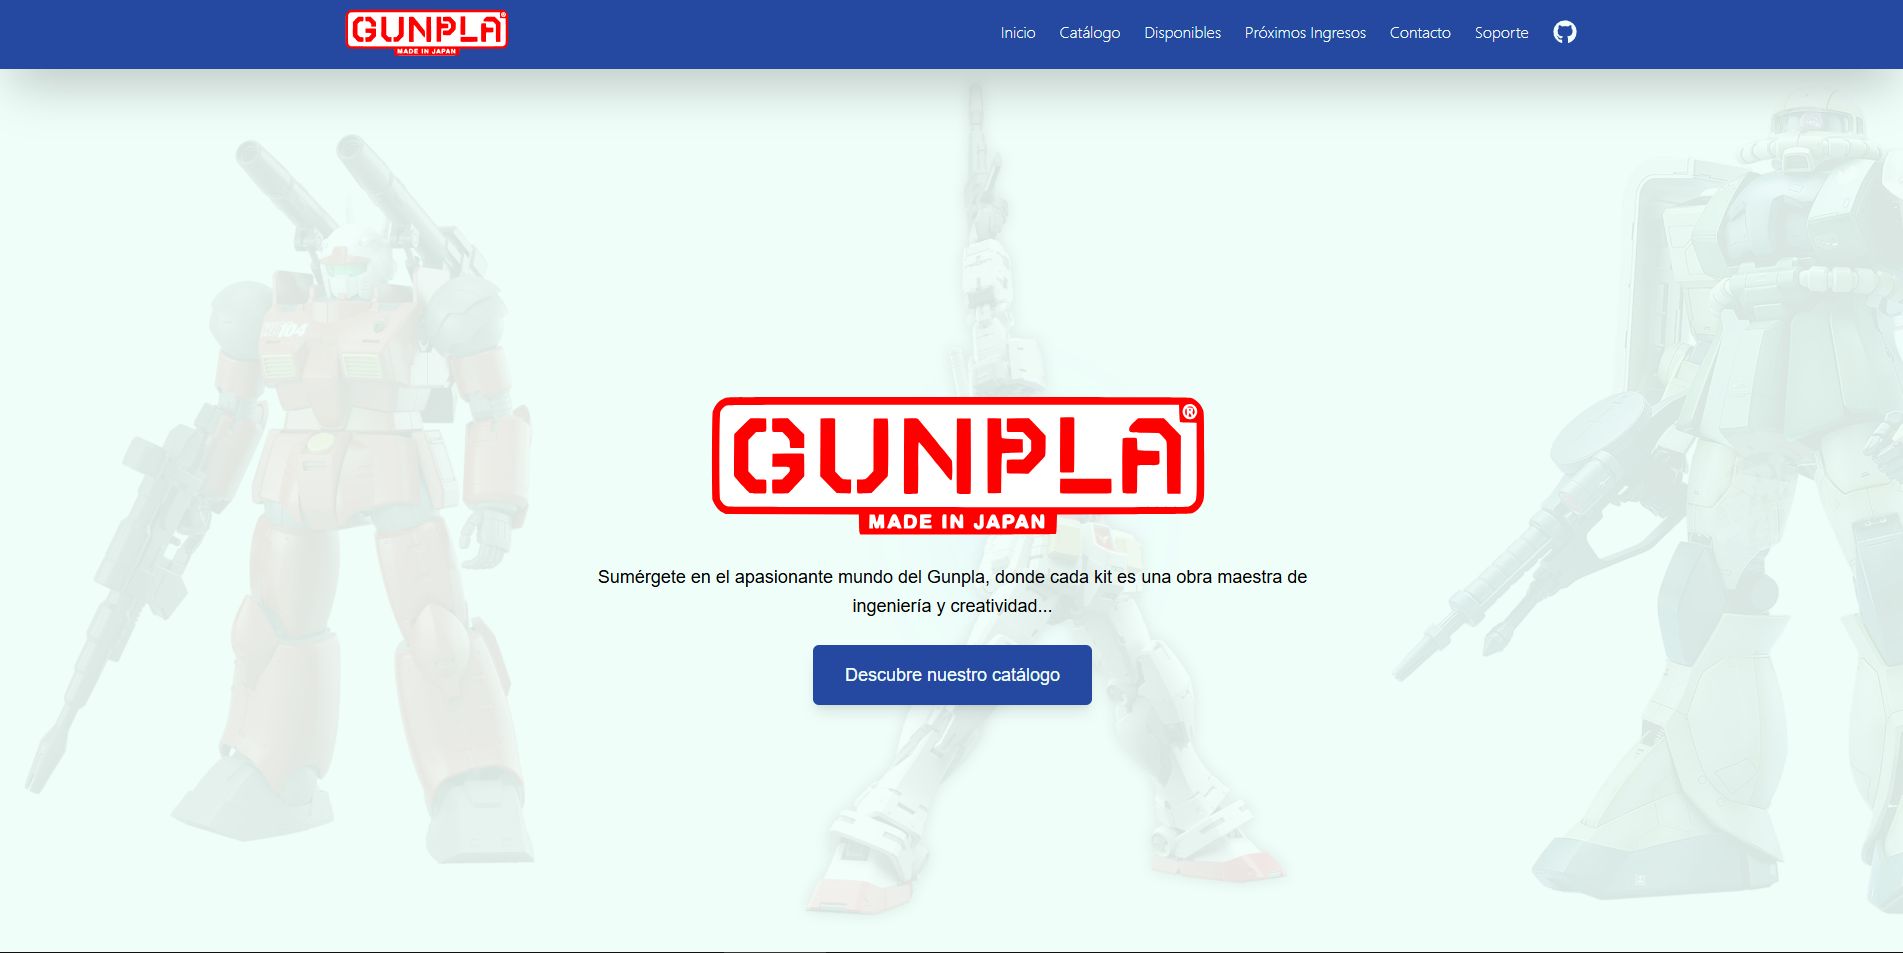 GUNPLA
MADE IN JAPAN
Inicio Catálogo Disponibles Próximos Ingresos Contacto Soporte
104
GUNPLA®
MADE IN JAPAN
Sumérgete en el apasionante mundo del Gunpla, donde cada kit es una obra maestra de
ingeniería y creatividad...
Descubre nuestro catálogo